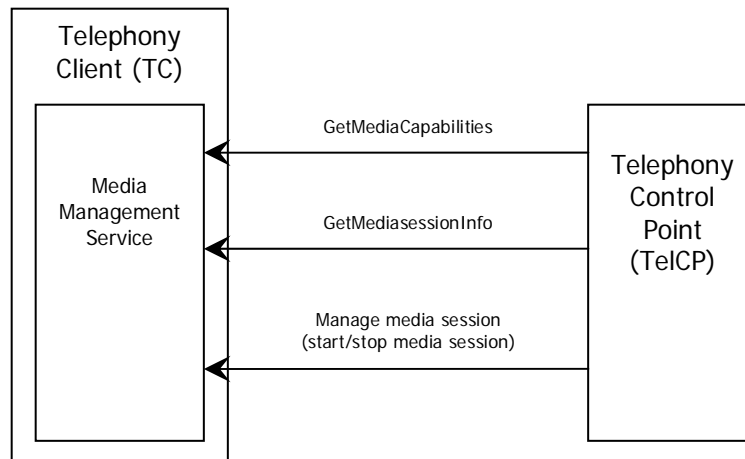 Telephony
Client (TC)
Media
Management
Service
GetMediaCapabilities
GetMediasessionInfo
Manage media session
(start/stop media session)
Telephony
Control
Point
(TelCP)